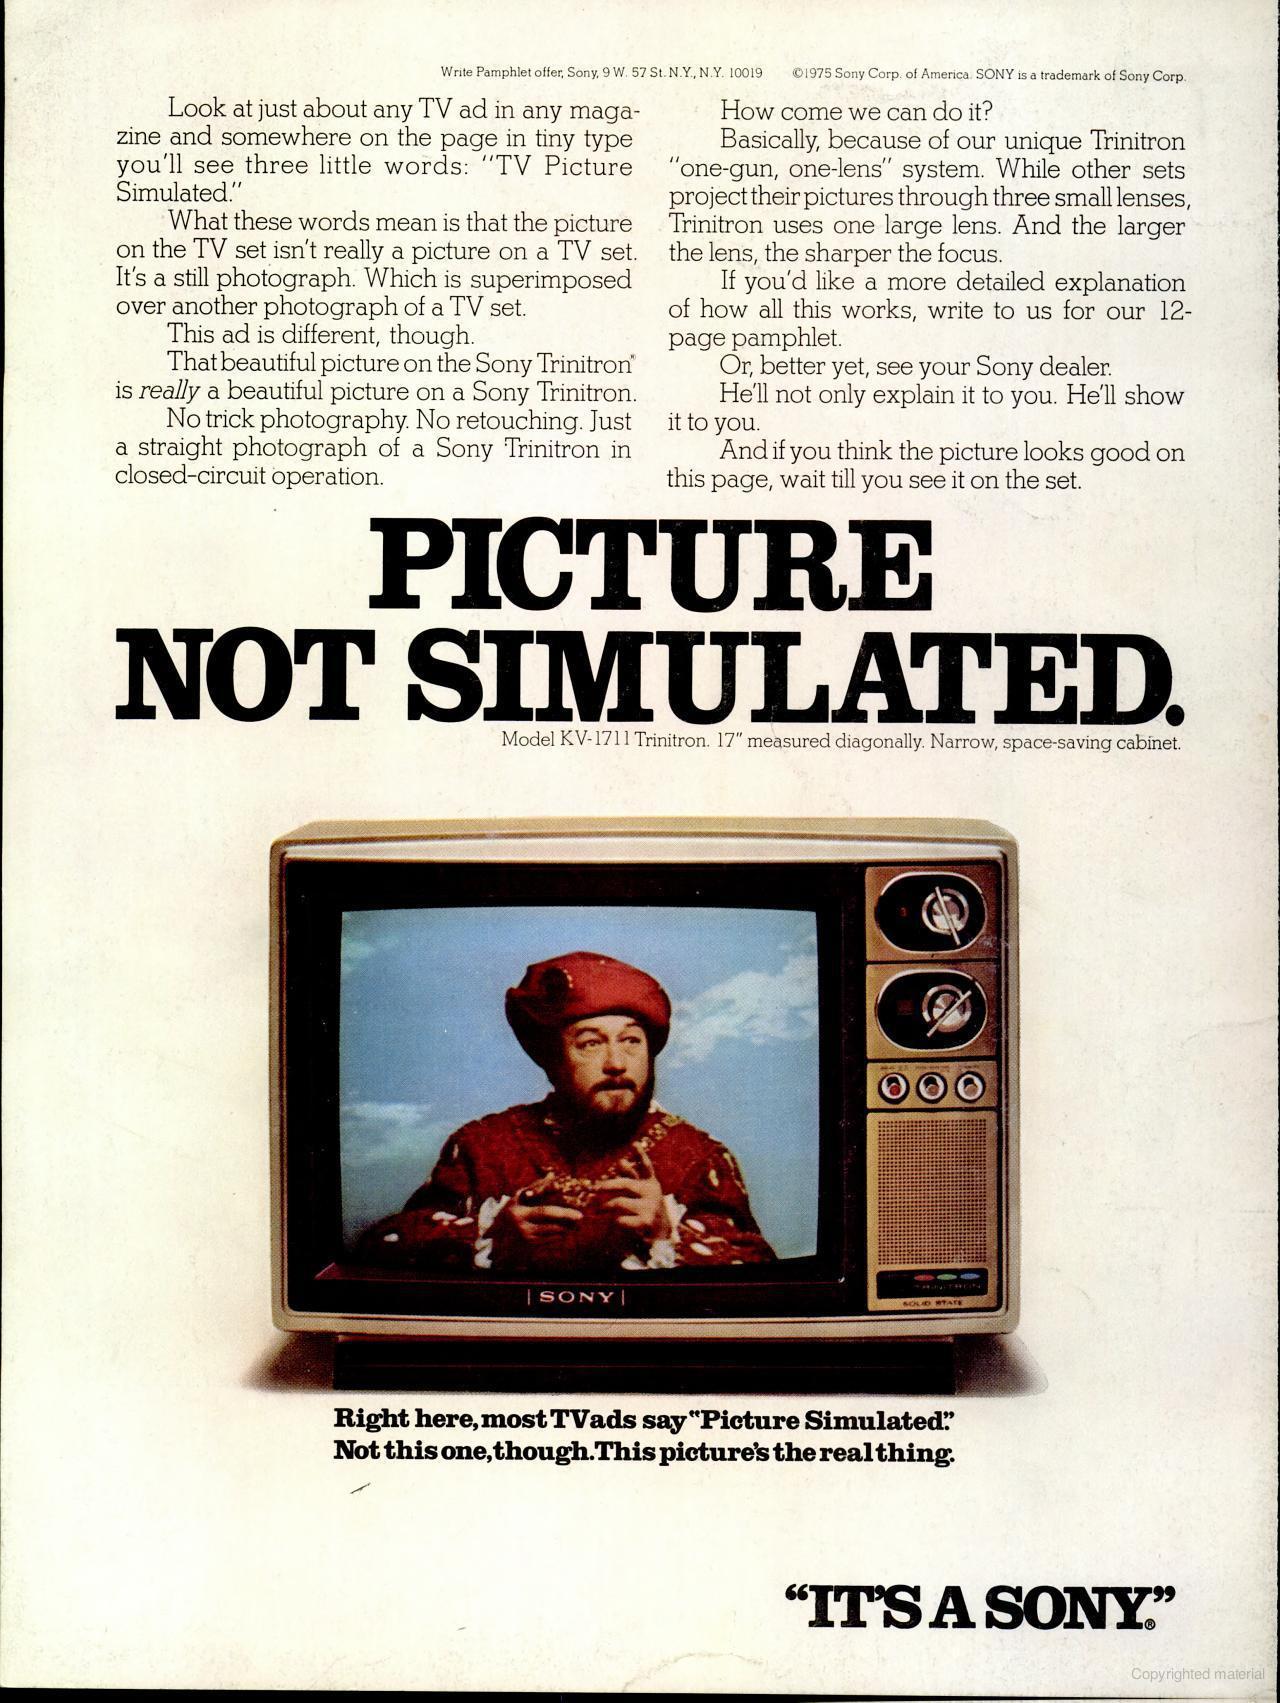 Write Pamphlet offer, Sony, 9 W. 57 St. N.Y., N.Y. 10019 ©1975 Sony Corp. of America. SONY is a trademark of Sony Corp.
Look at just about any TV ad in any maga-
zine and somewhere on the page in tiny type
you'll see three little words: "TV Picture
Simulated."
What these words mean is that the picture
on the TV set isn't really a picture on a TV set.
It's a still photograph. Which is superimposed
over another photograph of a TV set.
This ad is different, though.
That beautiful picture on the Sony Trinitron®
is really a beautiful picture on a Sony Trinitron.
No trick photography. No retouching. Just
a straight photograph of a Sony Trinitron in
closed-circuit operation.
How come we can do it?
Basically, because of our unique Trinitron
"one-gun, one-lens" system. While other sets
project their pictures through three small lenses,
Trinitron uses one large lens. And the larger
the lens, the sharper the focus.
If you'd like a more detailed explanation
of how all this works, write to us for our 12-
page pamphlet.
Or, better yet, see your Sony dealer.
He'll not only explain it to you. He'll show
it to you.
And if you think the picture looks good on
this page, wait till you see it on the set.
PICTURE
NOT SIMULATED.
Model KV-1711 Trinitron. 17" measured diagonally. Narrow, space-saving cabinet.
3
SONY
TRINITRON
SOLID STATE
Right here, most TV ads say "Picture Simulated."
Not this one, though. This picture's the real thing.
"IT'S A SONY."®
Copyrighted material